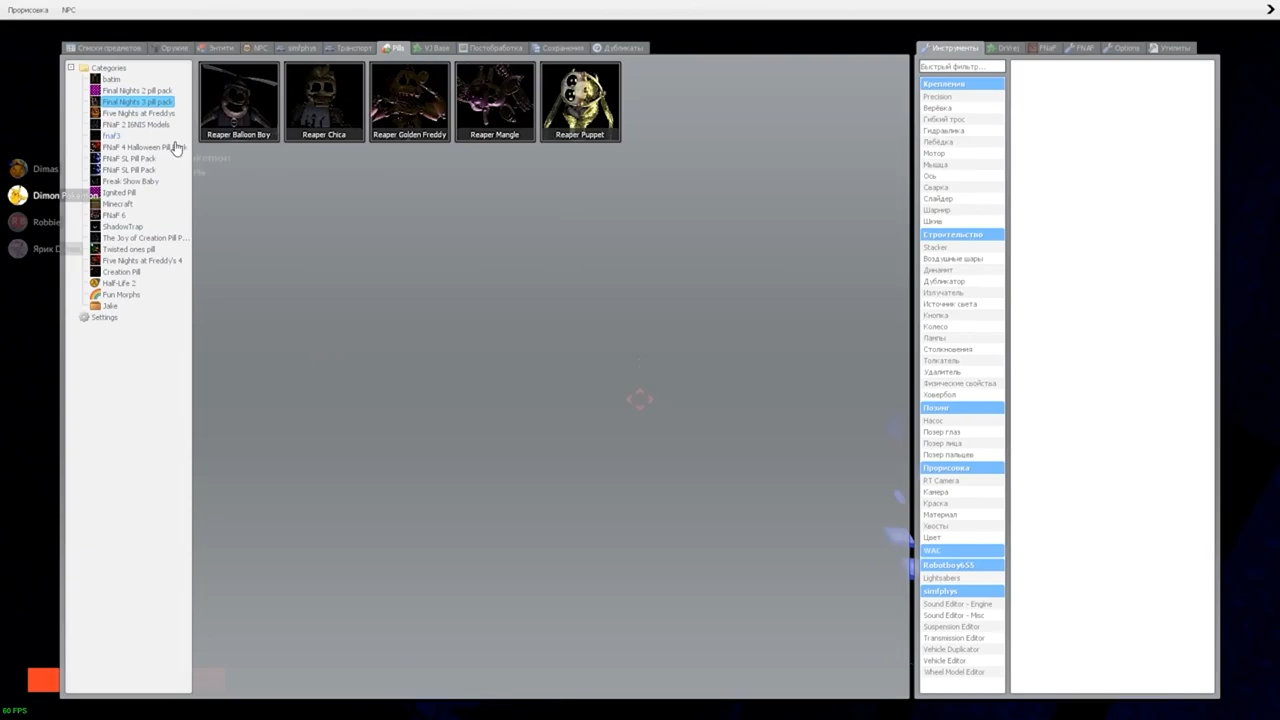 Прорисовка NPC
Списки предметов Оружие Энтити NPC simfphys Транспорт Pills VJ Base Постобработка Сохранения Дубликаты
Инструменты Drive) FNaF FNAF Options Утилиты
Categories
batim
Final Nights 2 pill pack
Final Nights 3 pill pack
Five Nights at Freddys
FNaF 2 IGNIS Models
fnaf3
FNaF 4 Halloween Pill
FNaF SL Pill Pack
FNaF SL Pill Pack
Freak Show Baby
Ignited Pill
Minecraft
FNaF 6
ShadowTrap
The Joy of Creation Pill P...
Twisted ones pill
Five Nights at Freddy's 4
Creation Pill
Half-Life 2
Fun Morphs
Jake
Settings
Dimas
Dimon
Robbie
Ярик
Reaper Balloon Boy
Reaper Chica
Reaper Golden Freddy
Reaper Mangle
Reaper Puppet
Быстрый фильтр...
Крепления
Precision
Верёвка
Гибкий трос
Гидравлика
Лебёдка
Мотор
Мышца
Ось
Сварка
Слайдер
Шарнир
Шкив
Строительство
Stacker
Воздушные шары
Динамит
Дубликатор
Излучатель
Источник света
Кнопка
Колесо
Лампы
Столкновения
Толкатель
Удалитель
Физические свойства
Ховербол
Позинг
Насос
Позер глаз
Позер лица
Позер пальцев
Прорисовка
RT Camera
Камера
Краска
Материал
Хвосты
Цвет
WAC
Robotboy655
Lightsabers
simfphys
Sound Editor - Engine
Sound Editor - Misc
Suspension Editor
Transmission Editor
Vehicle Duplicator
Vehicle Editor
Wheel Model Editor
60 FPS